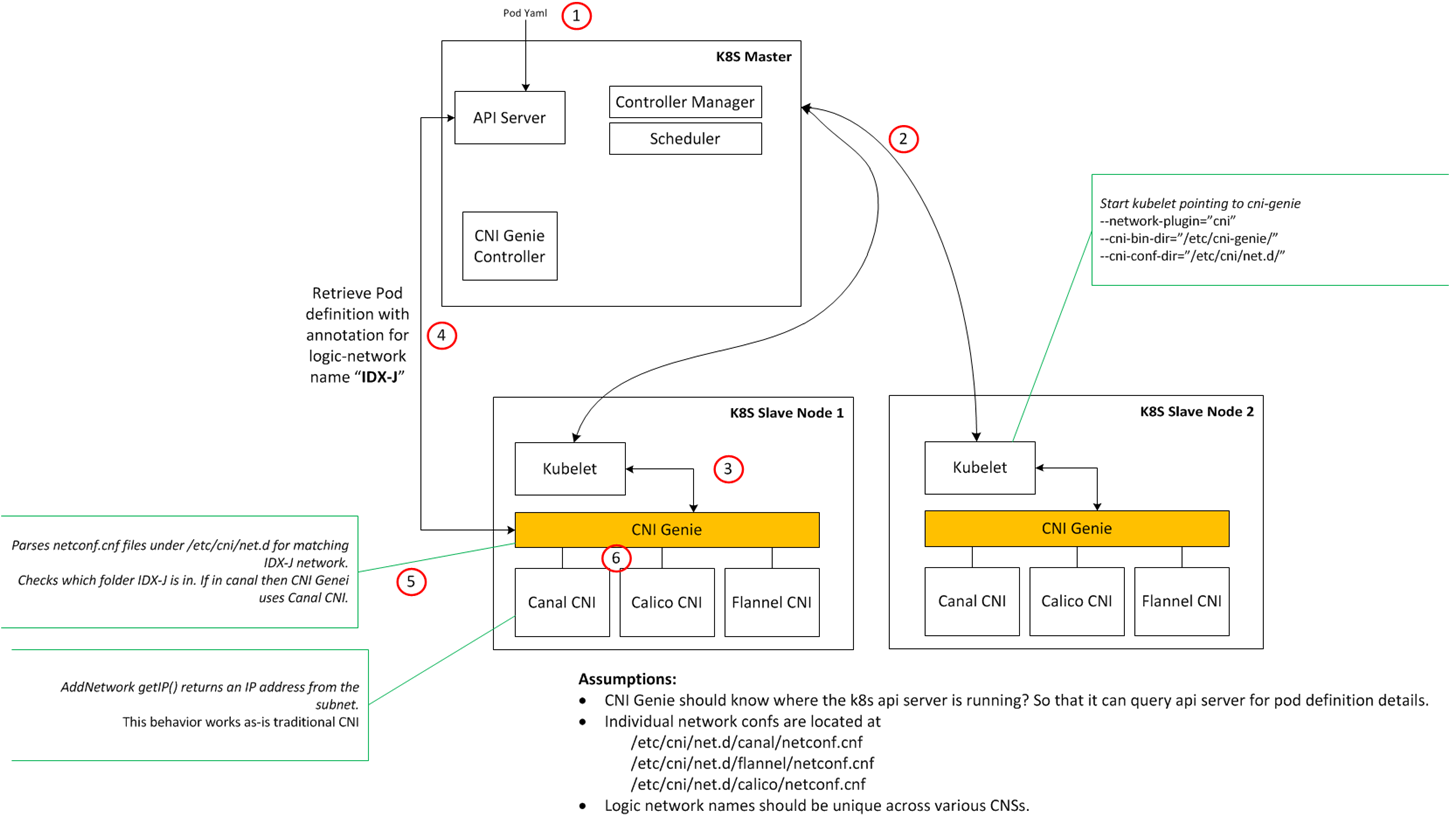 Pod Yaml
1
K8S Master
API Server
Controller Manager
Scheduler
2
CNI Genie
Controller
Start kubelet pointing to cni-genie
--network-plugin=”cni”
--cni-bin-dir=”/etc/cni-genie/”
--cni-conf-dir=”/etc/cni/net.d/”
Retrieve Pod
definition with
annotation for
logic-network
name “IDX-J”
4
K8S Slave Node 1
Kubelet
3
CNI Genie
6
Canal CNI
Calico CNI
Flannel CNI
K8S Slave Node 2
Kubelet
CNI Genie
Canal CNI
Calico CNI
Flannel CNI
Parses netconf.cnf files under /etc/cni/net.d for matching
IDX-J network.
Checks which folder IDX-J is in. If in canal then CNI Genei
uses Canal CNI.
5
AddNetwork getIP() returns an IP address from the
subnet.
This behavior works as-is traditional CNI
Assumptions:
• CNI Genie should know where the k8s api server is running? So that it can query api server for pod definition details.
• Individual network confs are located at
/etc/cni/net.d/canal/netconf.cnf
/etc/cni/net.d/flannel/netconf.cnf
/etc/cni/net.d/calico/netconf.cnf
• Logic network names should be unique across various CNSs.